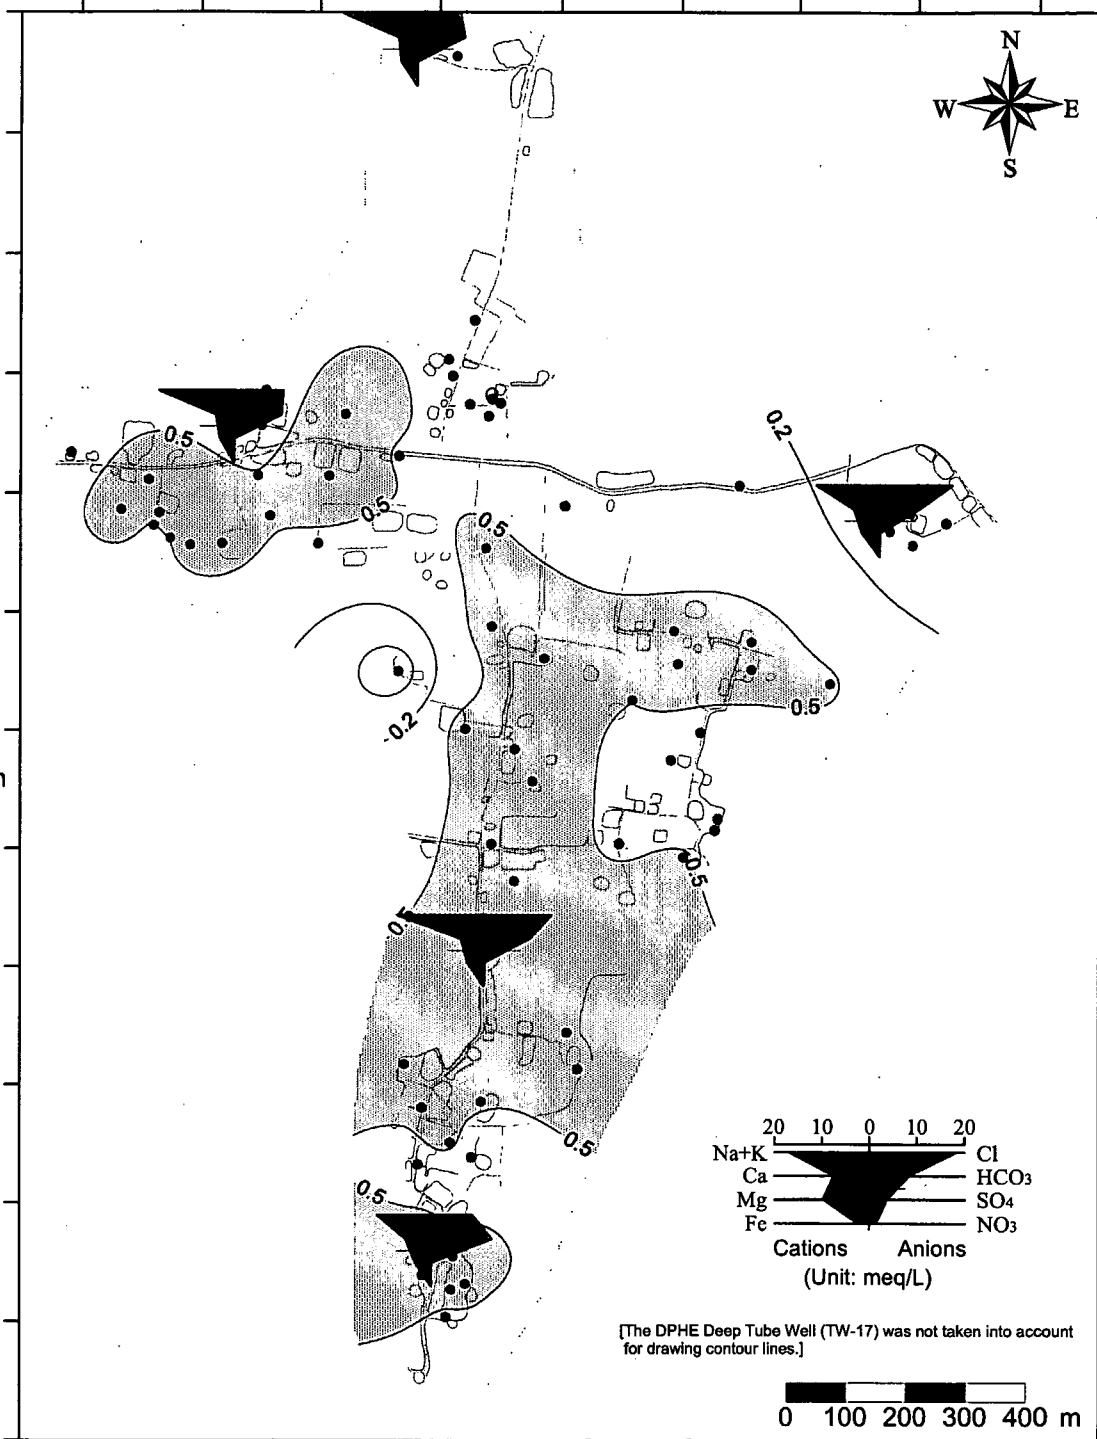 N
W E
S
0.2
0.5
0.5
0.5
0.2
0.5
0.5
0.5
0.5
0.5
20 10 0 10 20
Na+K Cl
Ca HCO3
Mg SO4
Fe NO3
Cations Anions
(Unit: meq/L)
[The DPHE Deep Tube Well (TW-17) was not taken into account
for drawing contour lines.]
0 100 200 300 400 m